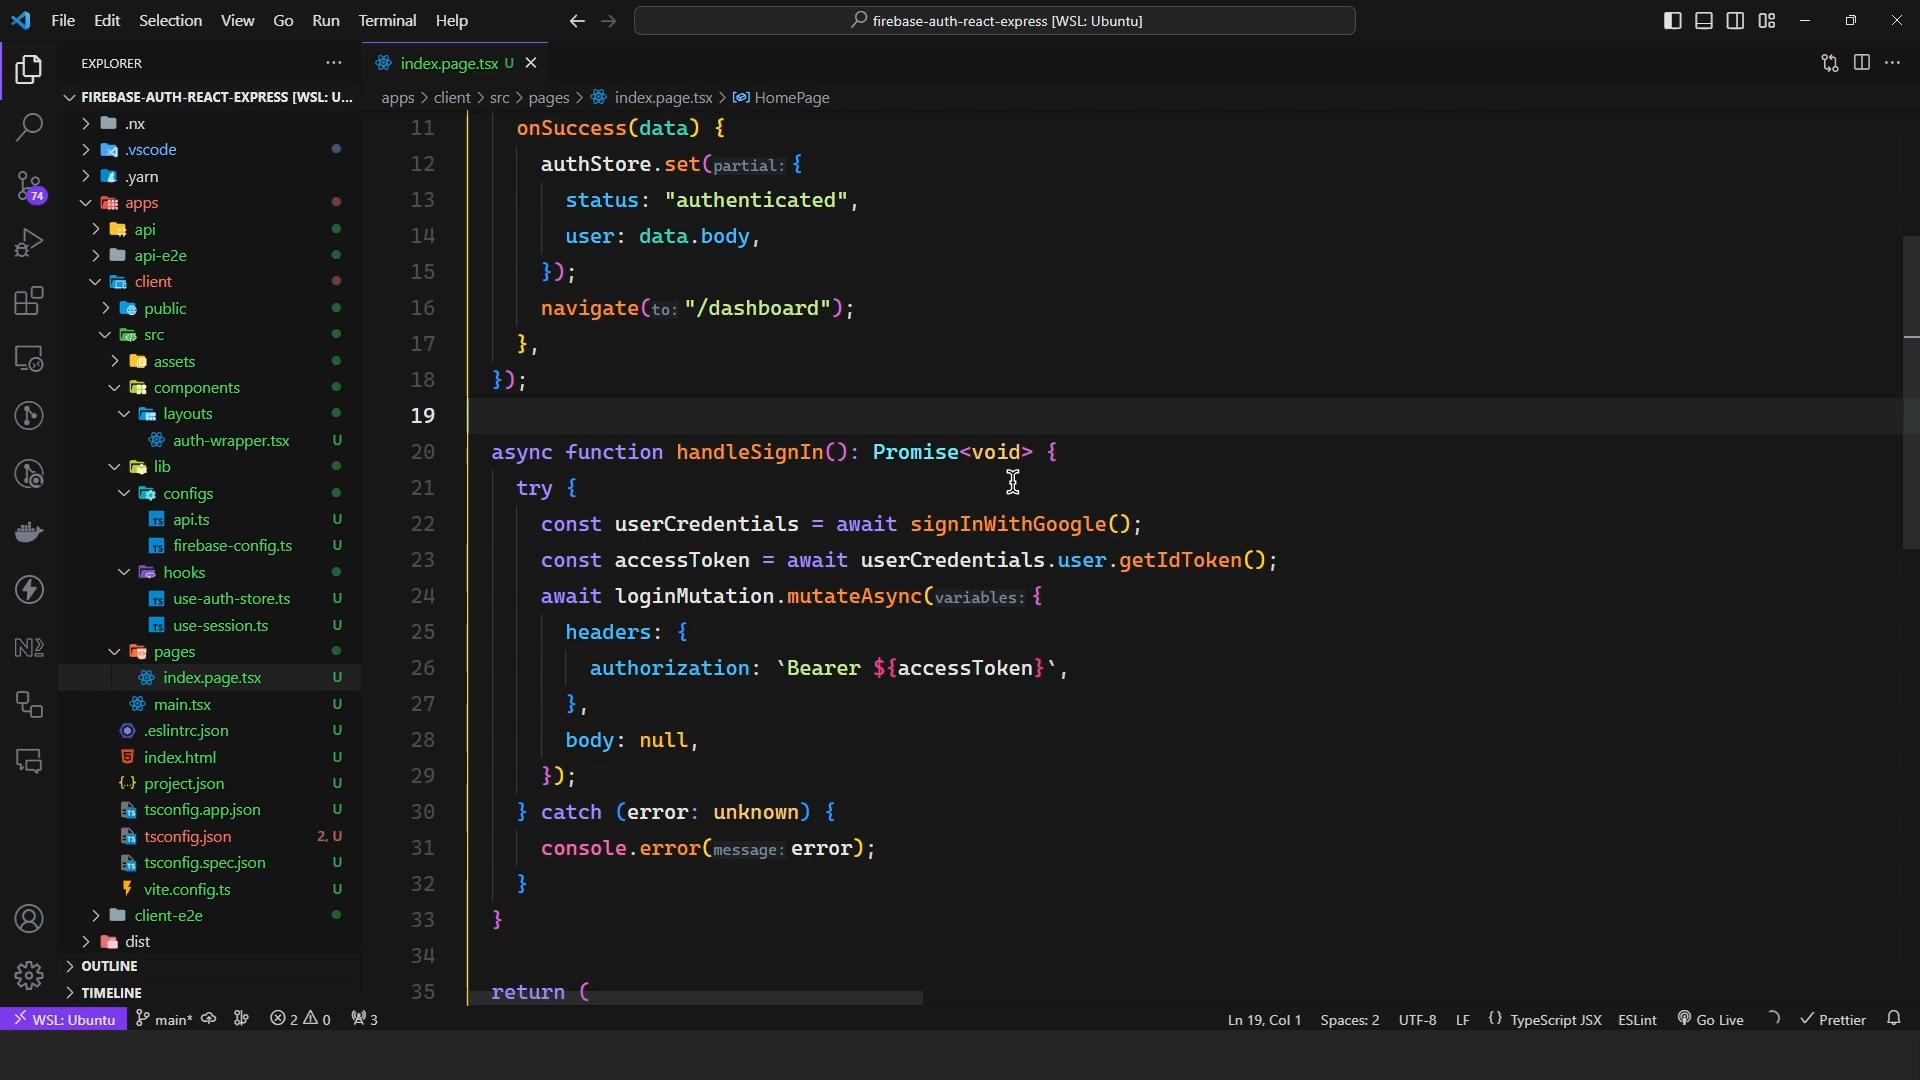 File Edit Selection View Go Run Terminal Help
firebase-auth-react-express [WSL: Ubuntu]
EXPLORER
index.page.tsx U
FIREBASE-AUTH-REACT-EXPRESS [WSL: U...
apps > client > src > pages > index.page.tsx > HomePage
.nx
.vscode
.yarn
apps
api
api-e2e
client
public
src
assets
components
layouts
auth-wrapper.tsx U
lib
configs
api.ts U
firebase-config.ts U
hooks
use-auth-store.ts U
use-session.ts U
pages
index.page.tsx U
main.tsx U
.eslintrc.json U
index.html U
project.json U
tsconfig.app.json U
tsconfig.json 2, U
tsconfig.spec.json U
vite.config.ts U
client-e2e
dist
OUTLINE
TIMELINE
74
11 onSuccess(data) {
12 authStore.set(partial: {
13 status: "authenticated",
14 user: data.body,
15 });
16 navigate(to: "/dashboard");
17 },
18 });
19
20 async function handleSignIn(): Promise<void> {
21 try {
22 const userCredentials = await signInWithGoogle();
23 const accessToken = await userCredentials.user.getIdToken();
24 await loginMutation.mutateAsync(variables: {
25 headers: {
26 authorization: `Bearer ${accessToken}`,
27 },
28 body: null,
29 });
30 } catch (error: unknown) {
31 console.error(message: error);
32 }
33 }
34
35 return (
WSL: Ubuntu main* 2 0 3 Ln 19, Col 1 Spaces: 2 UTF-8 LF {} TypeScript JSX ESLint Go Live Prettier